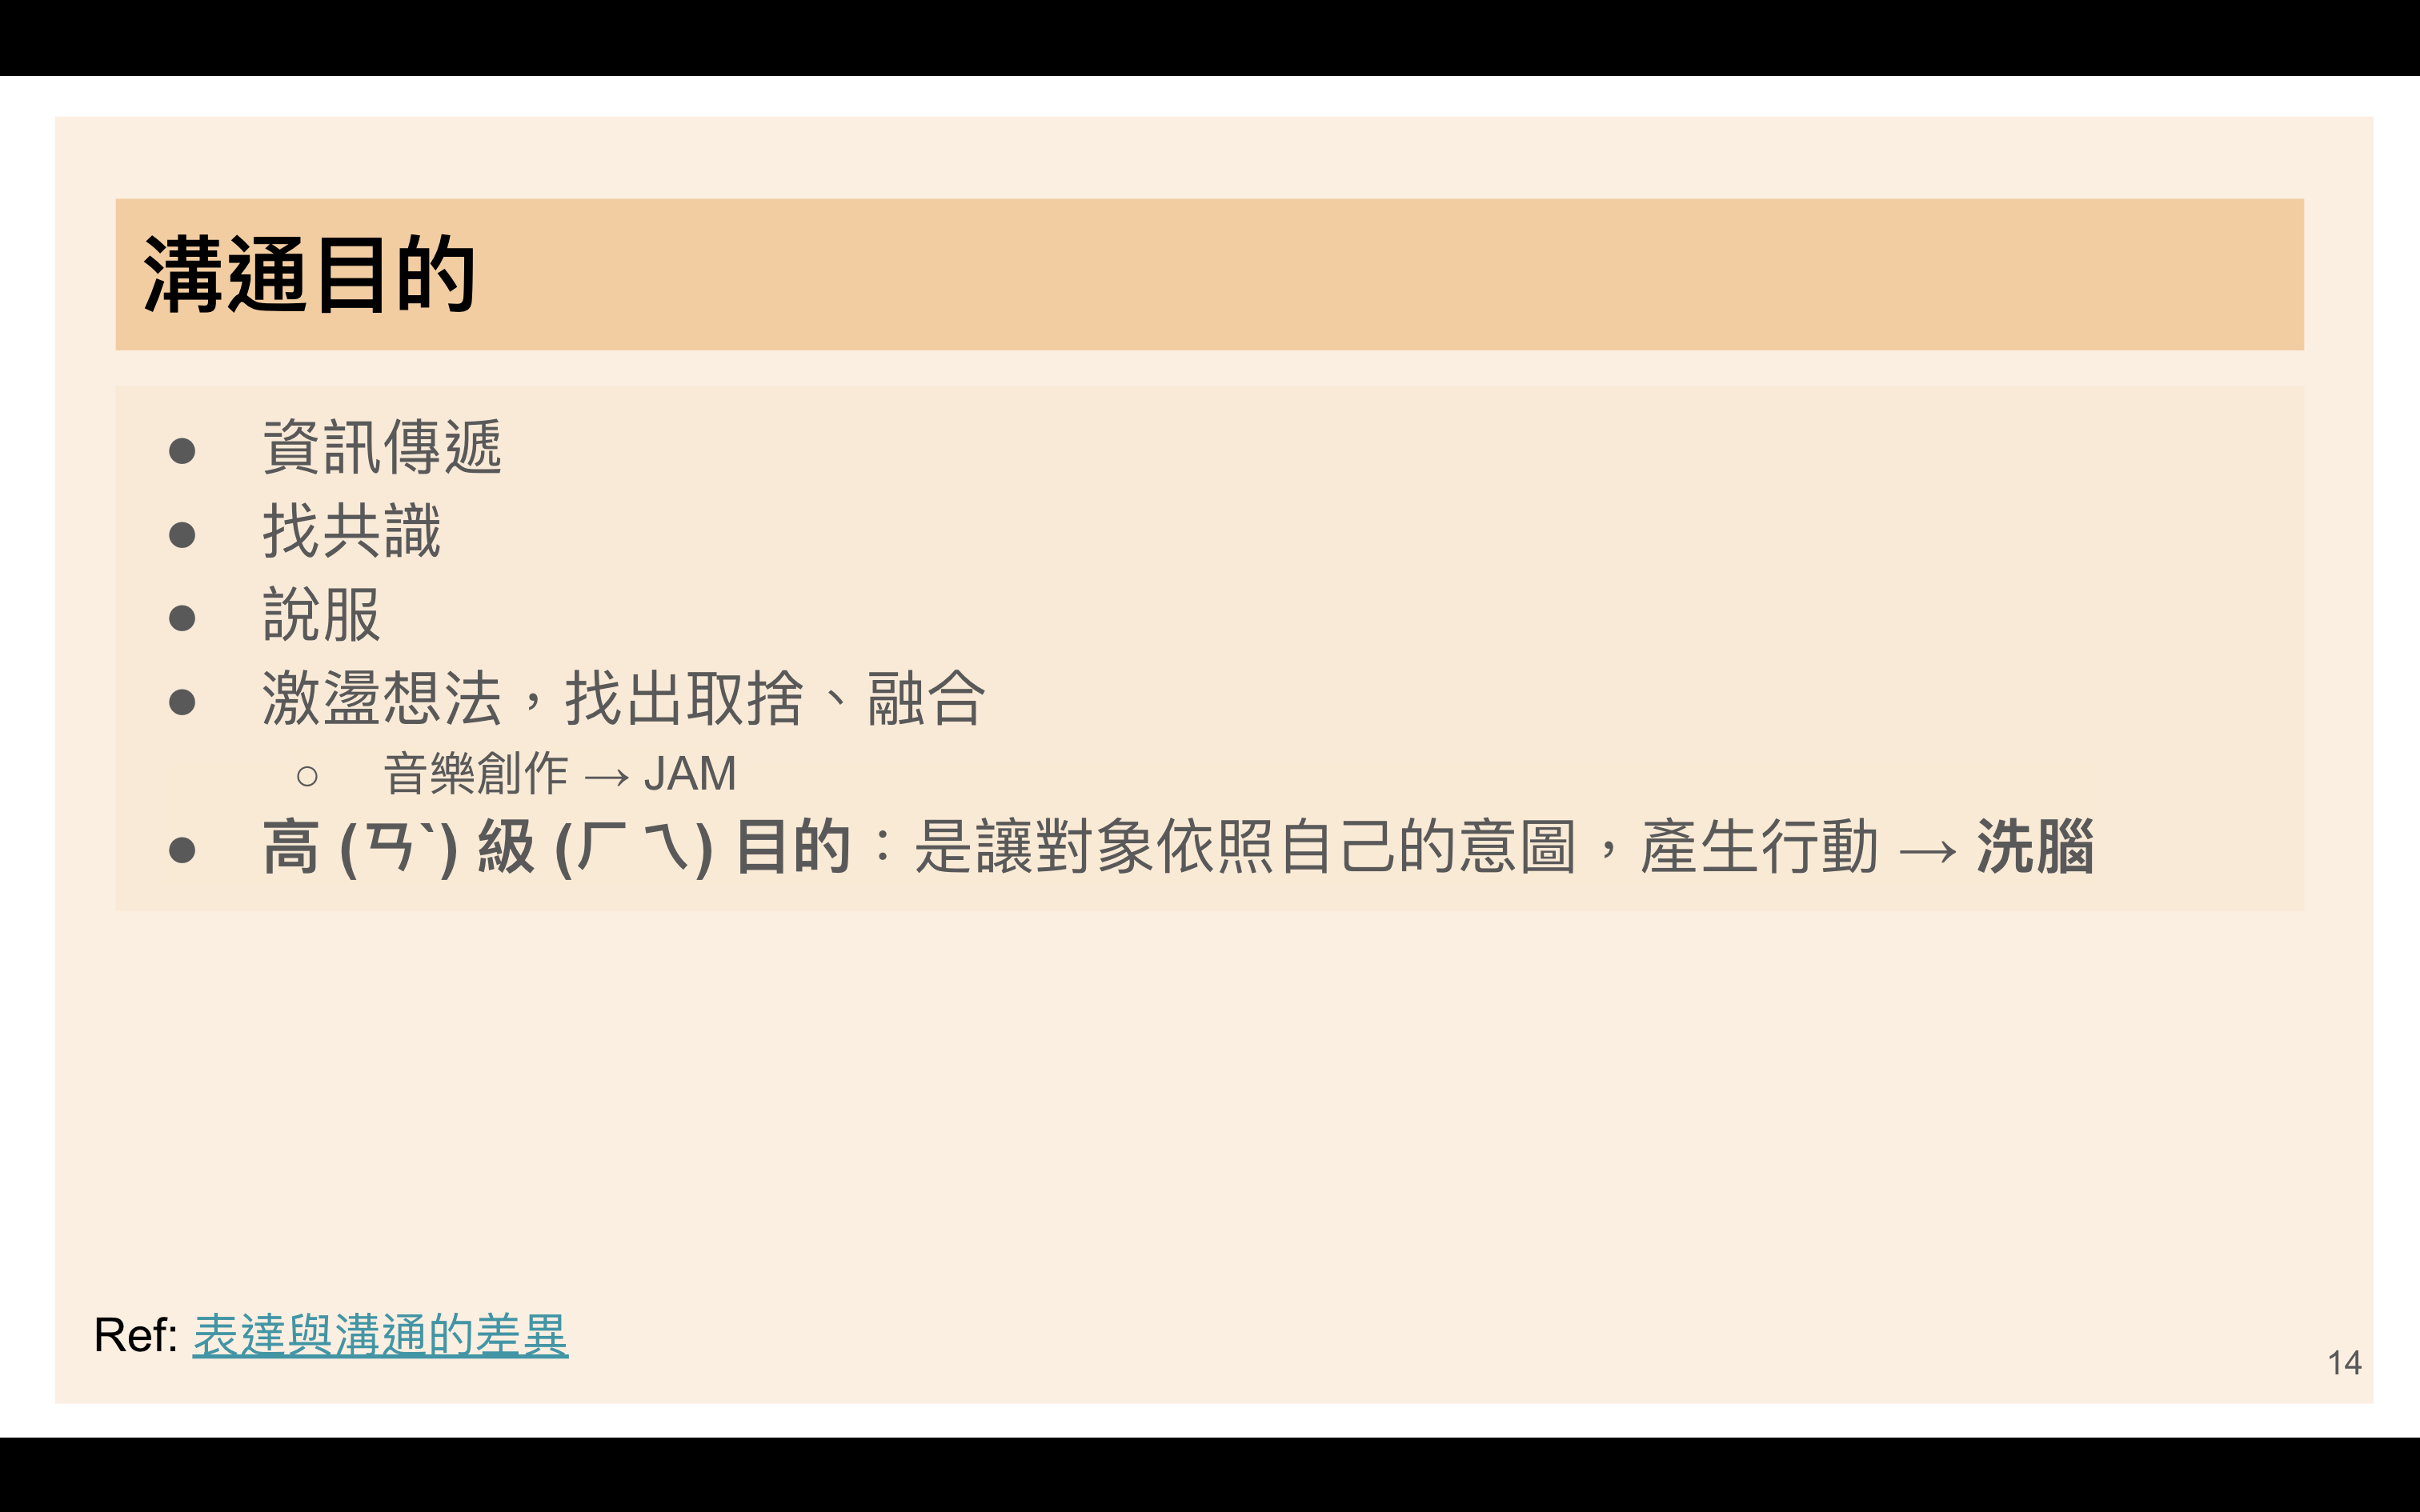 溝通目的
● 資訊傳遞
● 找共識
● 說服
● 激盪想法，找出取捨、融合
○ 音樂創作 → JAM
● 高 (ㄢˋ) 級 (ㄏ ㄟ) 目的：是讓對象依照自己的意圖，產生行動 → 洗腦
Ref: 表達與溝通的差異
14